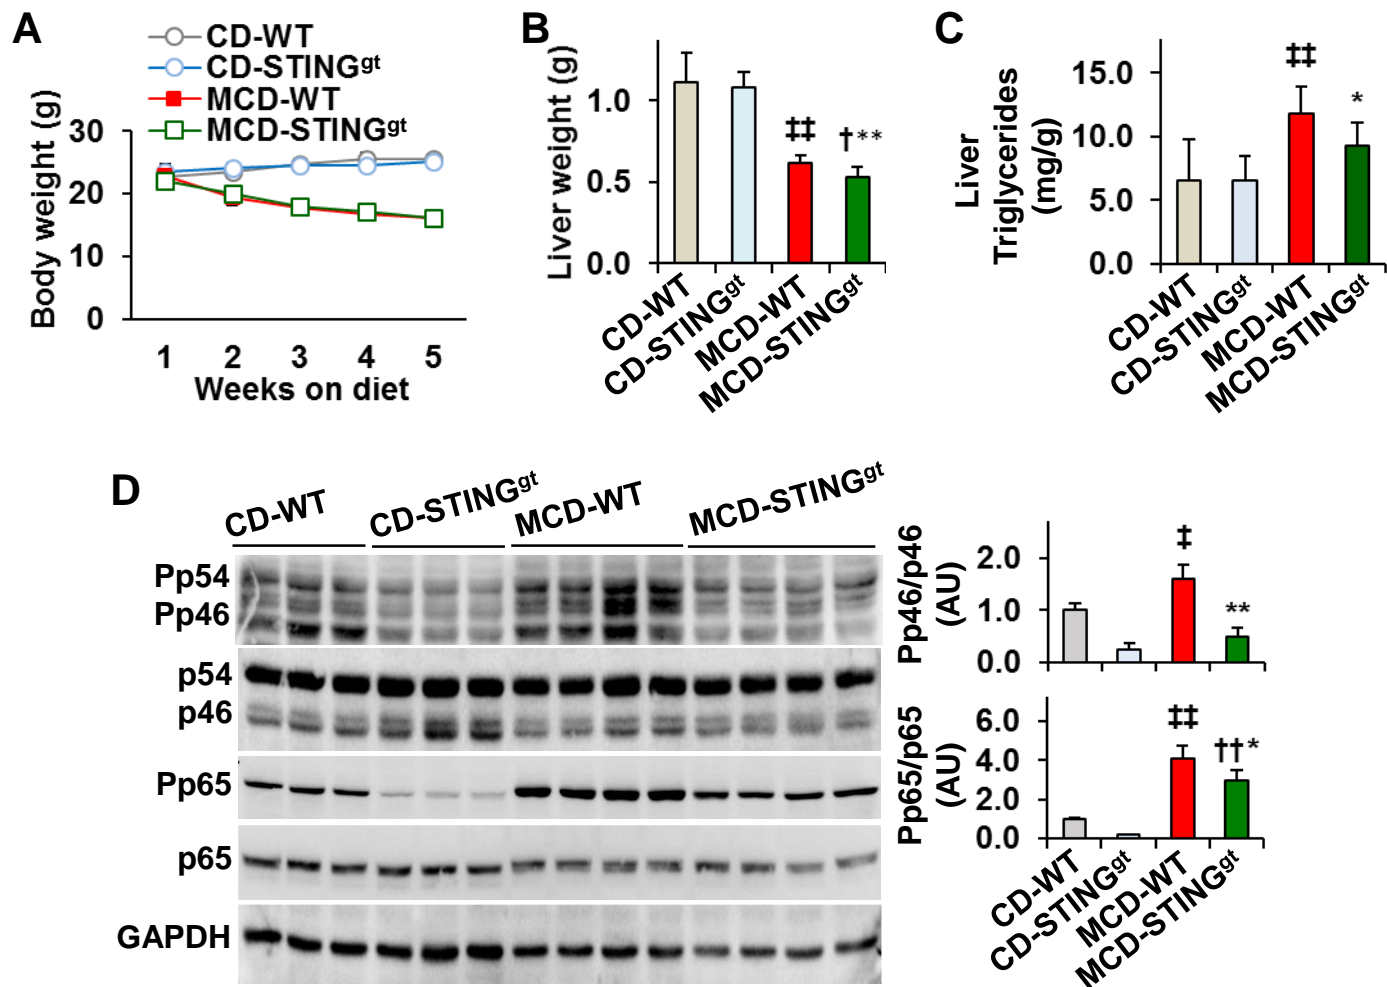 A
CD-WT
CD-STINGgt
MCD-WT
MCD-STINGgt
Body weight (g)
30
20
10
0
1 2 3 4 5
Weeks on diet
B
Liver weight (g)
1.0
0.5
0.0
‡‡
†**
CD-WT
CD-STINGgt
MCD-WT
MCD-STINGgt
C
Liver
Triglycerides
(mg/g)
15.0
10.0
5.0
0.0
‡‡
*
CD-WT
CD-STINGgt
MCD-WT
MCD-STINGgt
D
CD-WT
CD-STINGgt
MCD-WT
MCD-STINGgt
Pp54
Pp46
p54
p46
Pp65
p65
GAPDH
Pp46/p46
(AU)
2.0
1.0
0.0
‡
**
Pp65/p65
(AU)
6.0
4.0
2.0
0.0
‡‡
††*
CD-WT
CD-STINGgt
MCD-WT
MCD-STINGgt